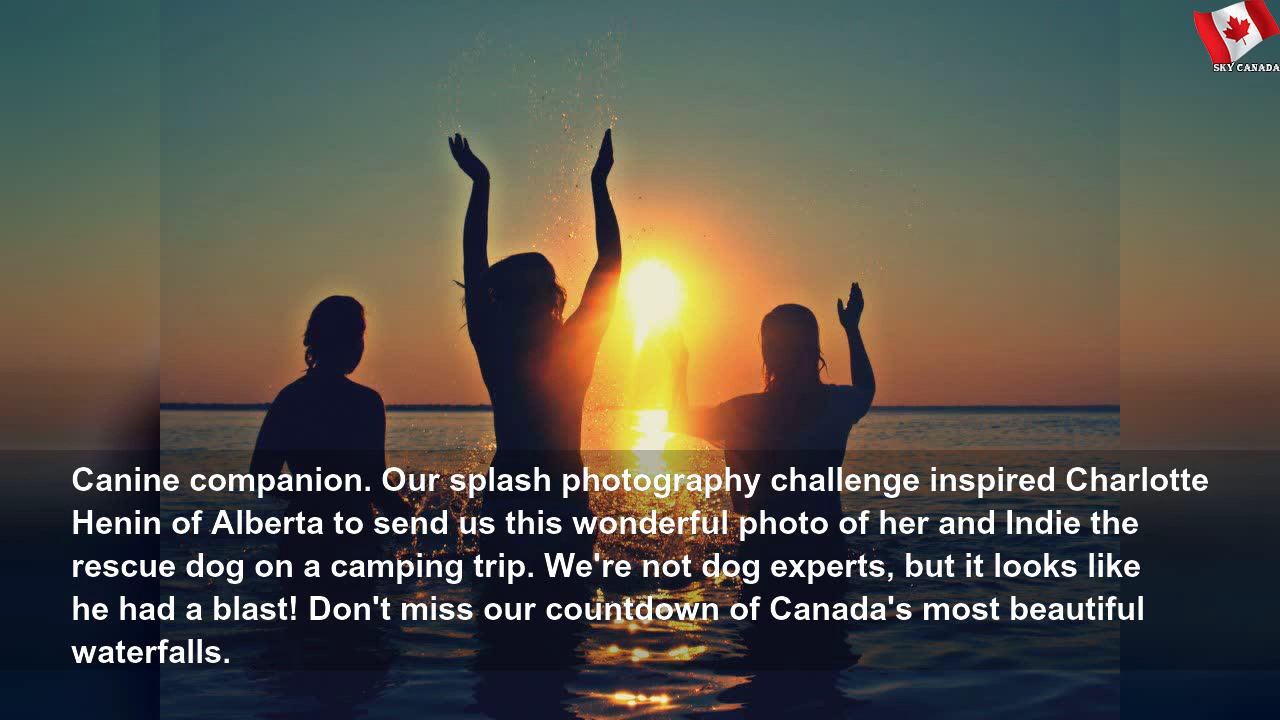 SKY CANADA
Canine companion. Our splash photography challenge inspired Charlotte
Henin of Alberta to send us this wonderful photo of her and Indie the
rescue dog on a camping trip. We're not dog experts, but it looks like
he had a blast! Don't miss our countdown of Canada's most beautiful
waterfalls.